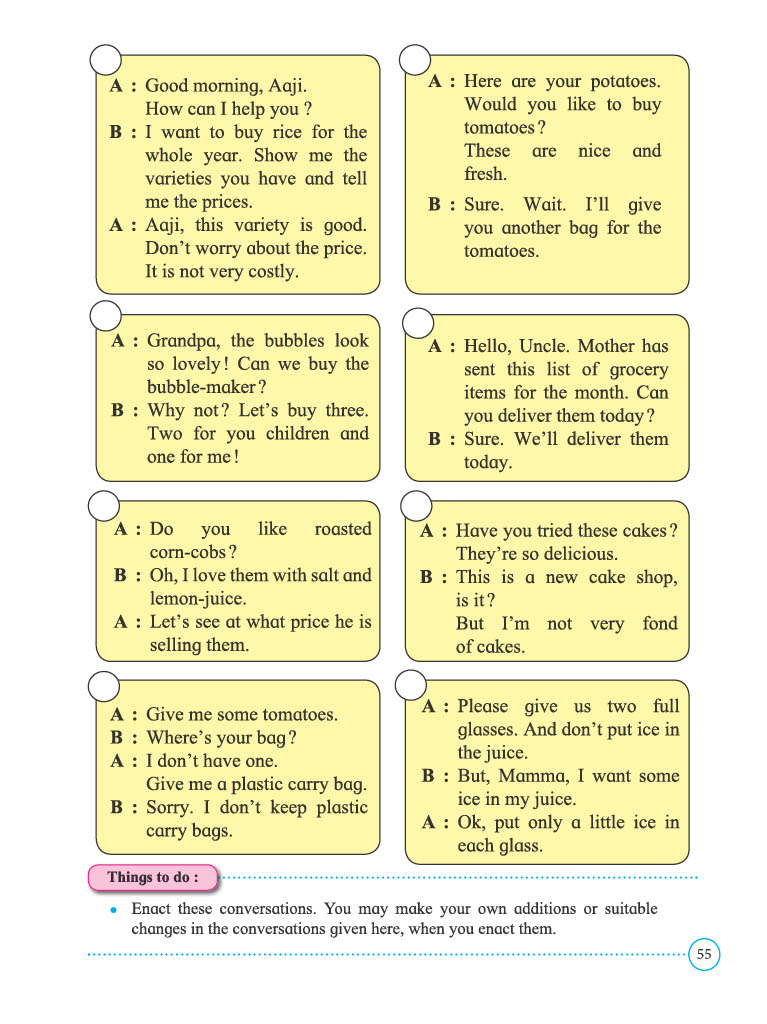 A : Good morning, Aaji.
How can I help you ?
B : I want to buy rice for the
whole year. Show me the
varieties you have and tell
me the prices.
A : Aaji, this variety is good.
Don’t worry about the price.
It is not very costly.
A : Here are your potatoes.
Would you like to buy
tomatoes ?
These are nice and
fresh.
B : Sure. Wait. I’ll give
you another bag for the
tomatoes.
A : Grandpa, the bubbles look
so lovely ! Can we buy the
bubble-maker ?
B : Why not ? Let’s buy three.
Two for you children and
one for me !
A : Hello, Uncle. Mother has
sent this list of grocery
items for the month. Can
you deliver them today ?
B : Sure. We’ll deliver them
today.
A : Do you like roasted
corn-cobs ?
B : Oh, I love them with salt and
lemon-juice.
A : Let’s see at what price he is
selling them.
A : Have you tried these cakes ?
They’re so delicious.
B : This is a new cake shop,
is it ?
But I’m not very fond
of cakes.
A : Give me some tomatoes.
B : Where’s your bag ?
A : I don’t have one.
Give me a plastic carry bag.
B : Sorry. I don’t keep plastic
carry bags.
A : Please give us two full
glasses. And don’t put ice in
the juice.
B : But, Mamma, I want some
ice in my juice.
A : Ok, put only a little ice in
each glass.
Things to do :
• Enact these conversations. You may make your own additions or suitable
changes in the conversations given here, when you enact them.
55